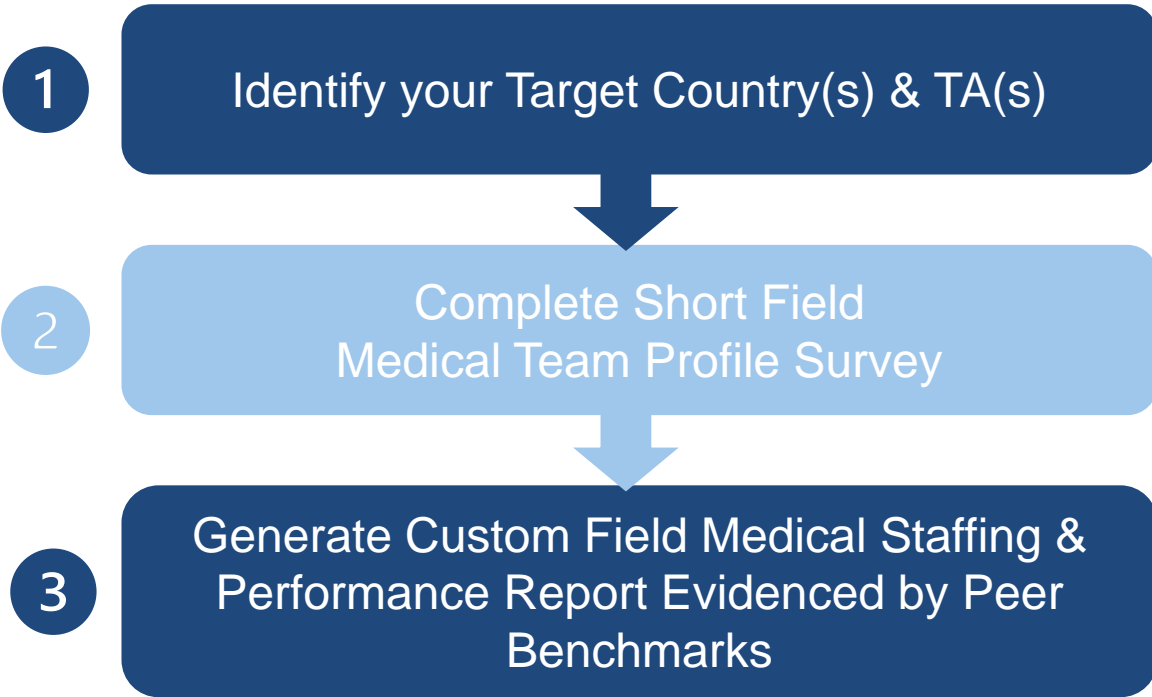 1
Identify your Target Country(s) & TA(s)
2
Complete Short Field
Medical Team Profile Survey
3
Generate Custom Field Medical Staffing &
Performance Report Evidenced by Peer
Benchmarks